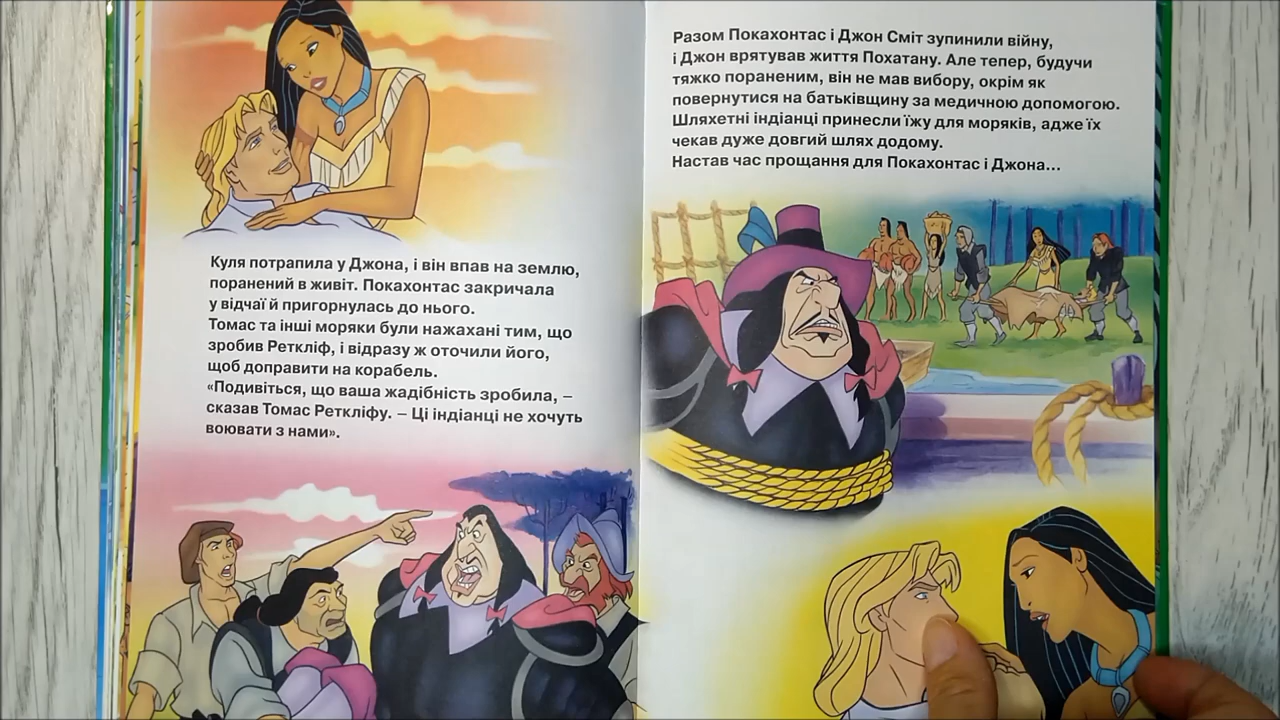 Куля потрапила у Джона, і він впав на землю,
поранений в живіт. Покахонтас закричала
у відчаї й пригорнулась до нього.
Томас та інші моряки були нажахані тим, що
зробив Реткліф, і відразу ж оточили його,
щоб доправити на корабель.
«Подивіться, що ваша жадібність зробила, –
сказав Томас Реткліфу. – Ці індіанці не хочуть
воювати з нами».
Разом Покахонтас і Джон Сміт зупинили війну,
і Джон врятував життя Похатану. Але тепер, будучи
тяжко пораненим, він не мав вибору, окрім як
повернутися на батьківщину за медичною допомогою.
Шляхетні індіанці принесли їжу для моряків, адже їх
чекав дуже довгий шлях додому.
Настав час прощання для Покахонтас і Джона…